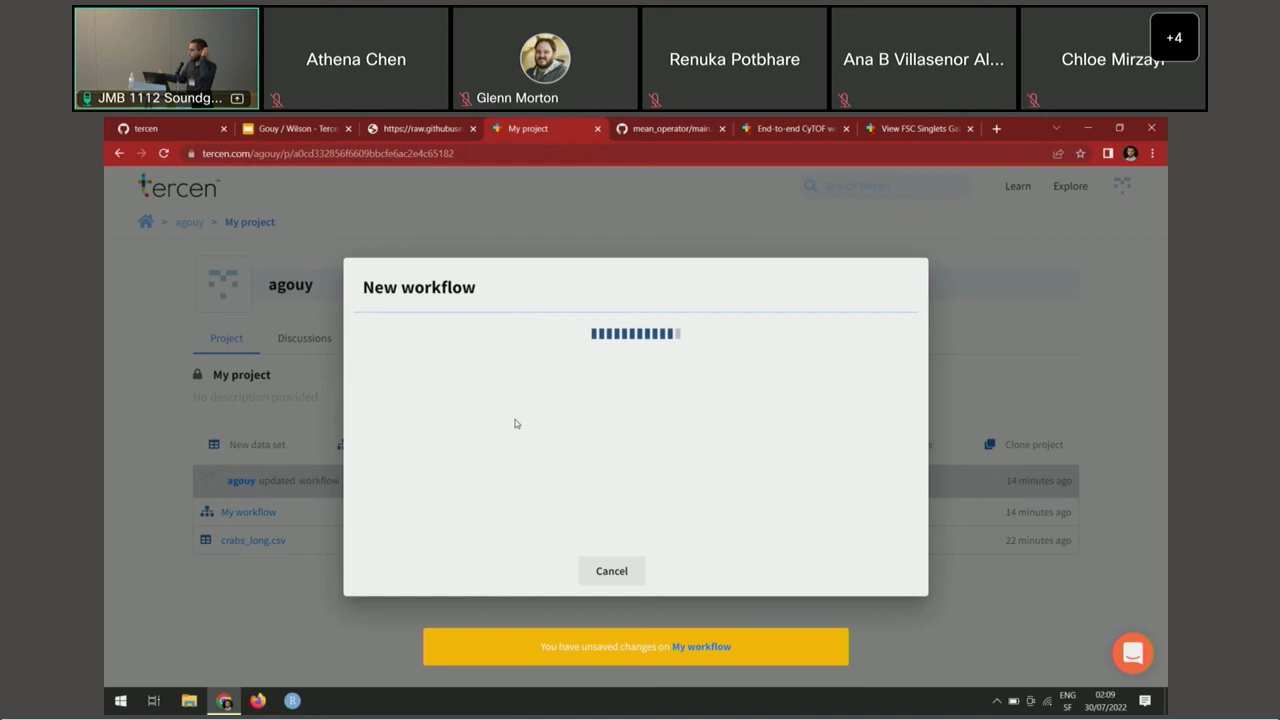 JMB 1112 Soundg...
Athena Chen
Glenn Morton
Renuka Potbhare
Ana B Villasenor Al...
Chloe Mirzayi
+4
tercen
Gouy / Wilson - Terc
https://raw.githubuse
My project
mean_operator/main.
End-to-end CyTOF wo
View FSC Singlets Ga
tercen.com/agouy/p/a0cd332856f6609bbcfe6ac2e4c65182
tercen™
Search Tercen
Learn
Explore
agouy > My project
agouy
New workflow
Project
Discussions
My project
No description provided.
New data set
Clone project
agouy updated workflow
14 minutes ago
My workflow
14 minutes ago
crabs_long.csv
22 minutes ago
Cancel
You have unsaved changes on My workflow
ENG
SF
02:09
30/07/2022